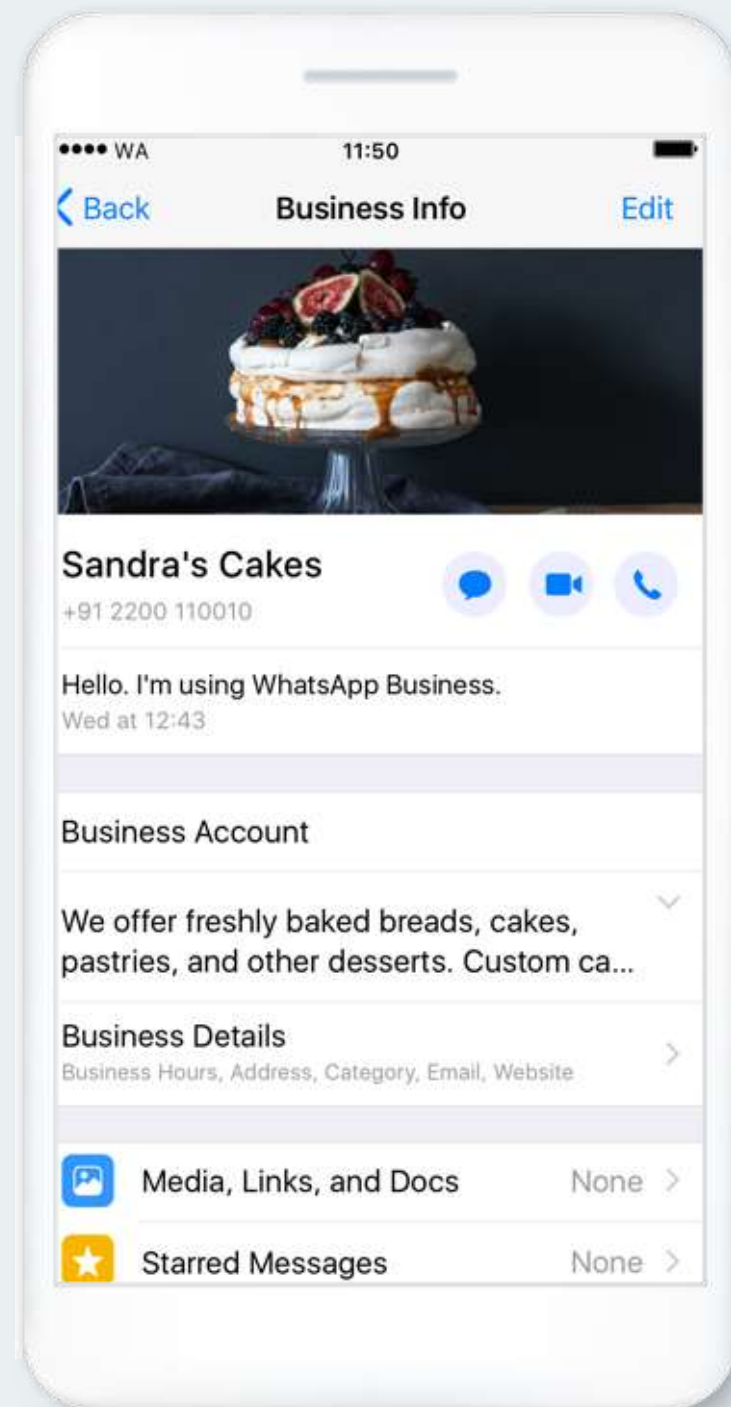 WA 11:50
Back Business Info Edit
Sandra's Cakes
+91 2200 110010
Hello. I'm using WhatsApp Business.
Wed at 12:43
Business Account
We offer freshly baked breads, cakes,
pastries, and other desserts. Custom ca...
Business Details
Business Hours, Address, Category, Email, Website
Media, Links, and Docs None
Starred Messages None